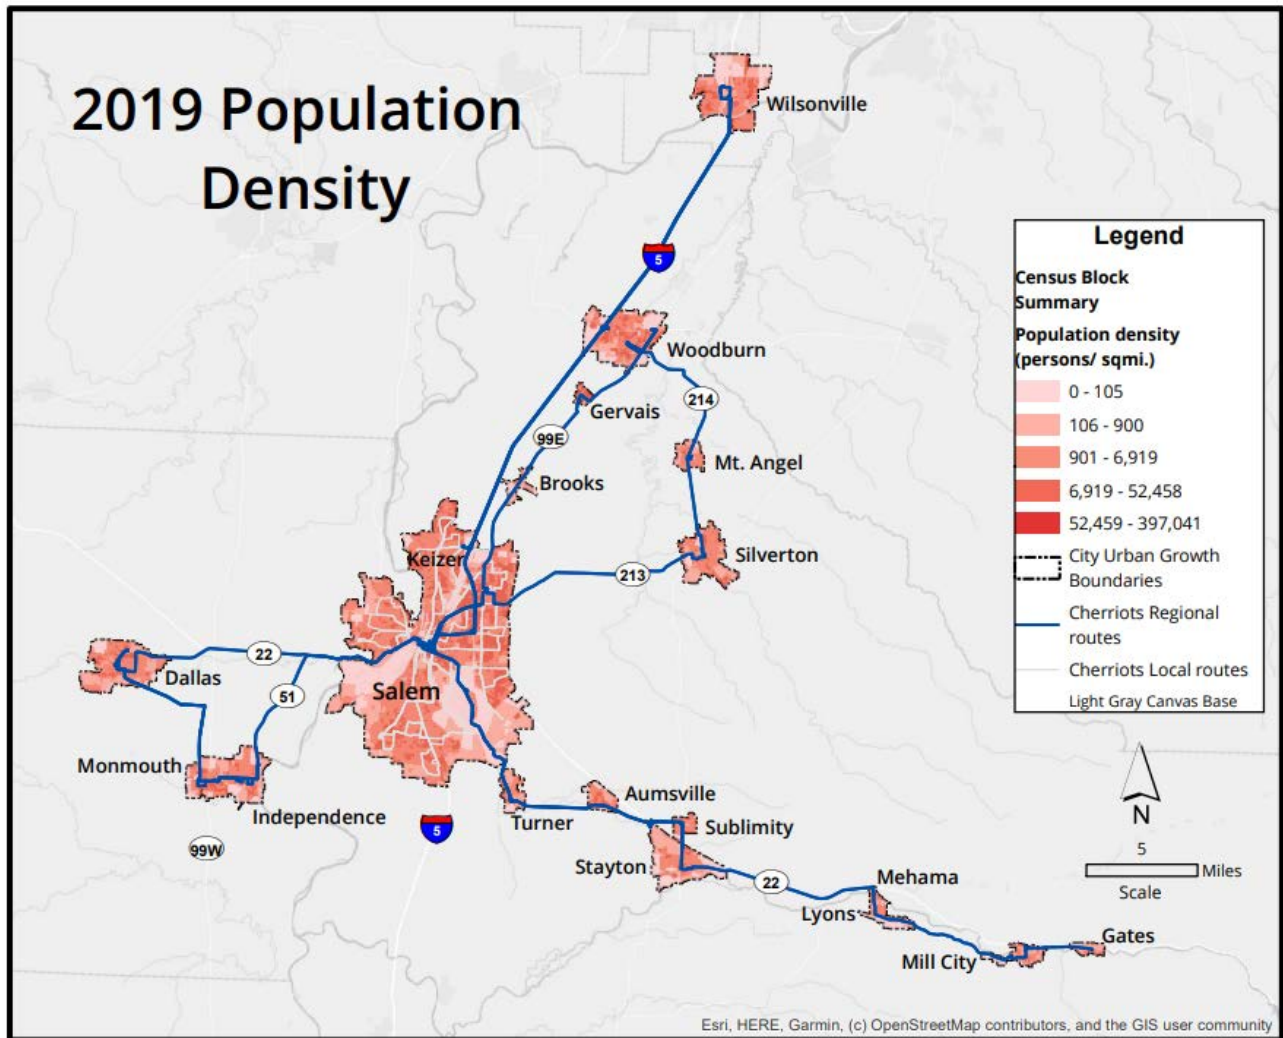 2019 Population
Density
Wilsonville
5
Woodburn
Gervais
214
99E
Mt. Angel
Brooks
Keizer
Silverton
213
22
Dallas
51
Salem
Monmouth
Independence
99W
5
Turner
Aumsville
Sublimity
Stayton
22
Mehama
Lyons
Mill City
Gates
Legend
Census Block
Summary
Population density
(persons/ sqmi.)
0 - 105
106 - 900
901 - 6,919
6,919 - 52,458
52,459 - 397,041
City Urban Growth
Boundaries
Cherriots Regional
routes
Cherriots Local routes
Light Gray Canvas Base
N
5
Miles
Scale
Esri, HERE, Garmin, (c) OpenStreetMap contributors, and the GIS user community